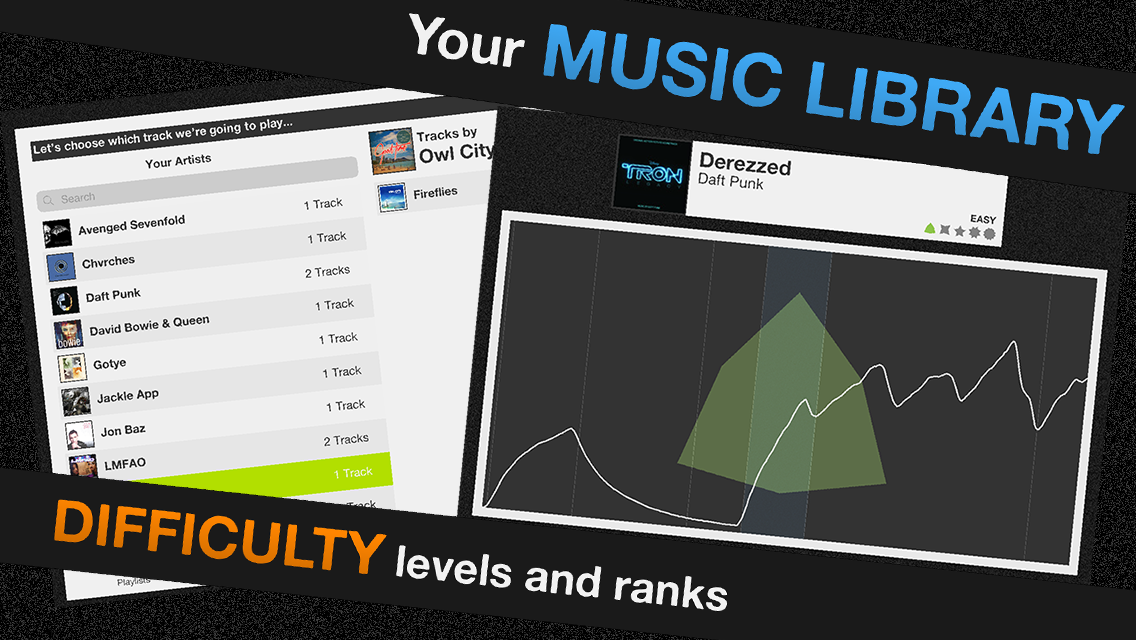 Your MUSIC LIBRARY
Let's choose which track we're going to play...
Your Artists
Search
Avenged Sevenfold 1 Track
Chvrches 1 Track
Daft Punk 2 Tracks
David Bowie & Queen 1 Track
Gotye 1 Track
Jackle App 1 Track
Jon Baz 1 Track
LMFAO 2 Tracks
1 Track
Track
Playlists
Tracks by
Owl City
Fireflies
TRON
Derezzed
Daft Punk
EASY
bowie
DIFFICULTY levels and ranks